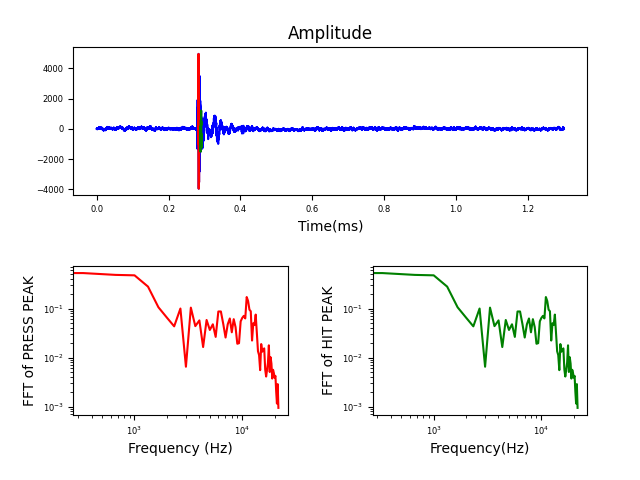 Amplitude
4000
2000
0
−2000
−4000
0.0 0.2 0.4 0.6 0.8 1.0 1.2
Time(ms)
FFT of PRESS PEAK
10⁻¹
10⁻²
10⁻³
10³ 10⁴
Frequency (Hz)
FFT of HIT PEAK
10⁻¹
10⁻²
10⁻³
10³ 10⁴
Frequency(Hz)